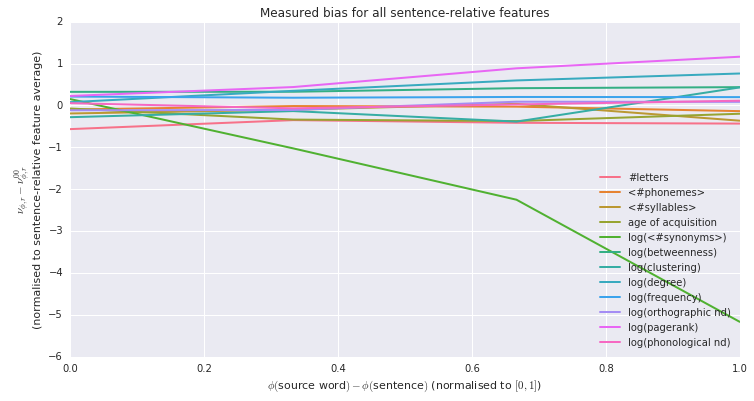 Measured bias for all sentence-relative features
2
1
0
−1
−2
−3
−4
−5
−6
ν_{φ,r} − ν^{00}_{φ,r}
(normalised to sentence-relative feature average)
#letters
<#phonemes>
<#syllables>
age of acquisition
log(<#synonyms>)
log(betweenness)
log(clustering)
log(degree)
log(frequency)
log(orthographic nd)
log(pagerank)
log(phonological nd)
0.0 0.2 0.4 0.6 0.8 1.0
φ(source word) − φ(sentence) (normalised to [0, 1])